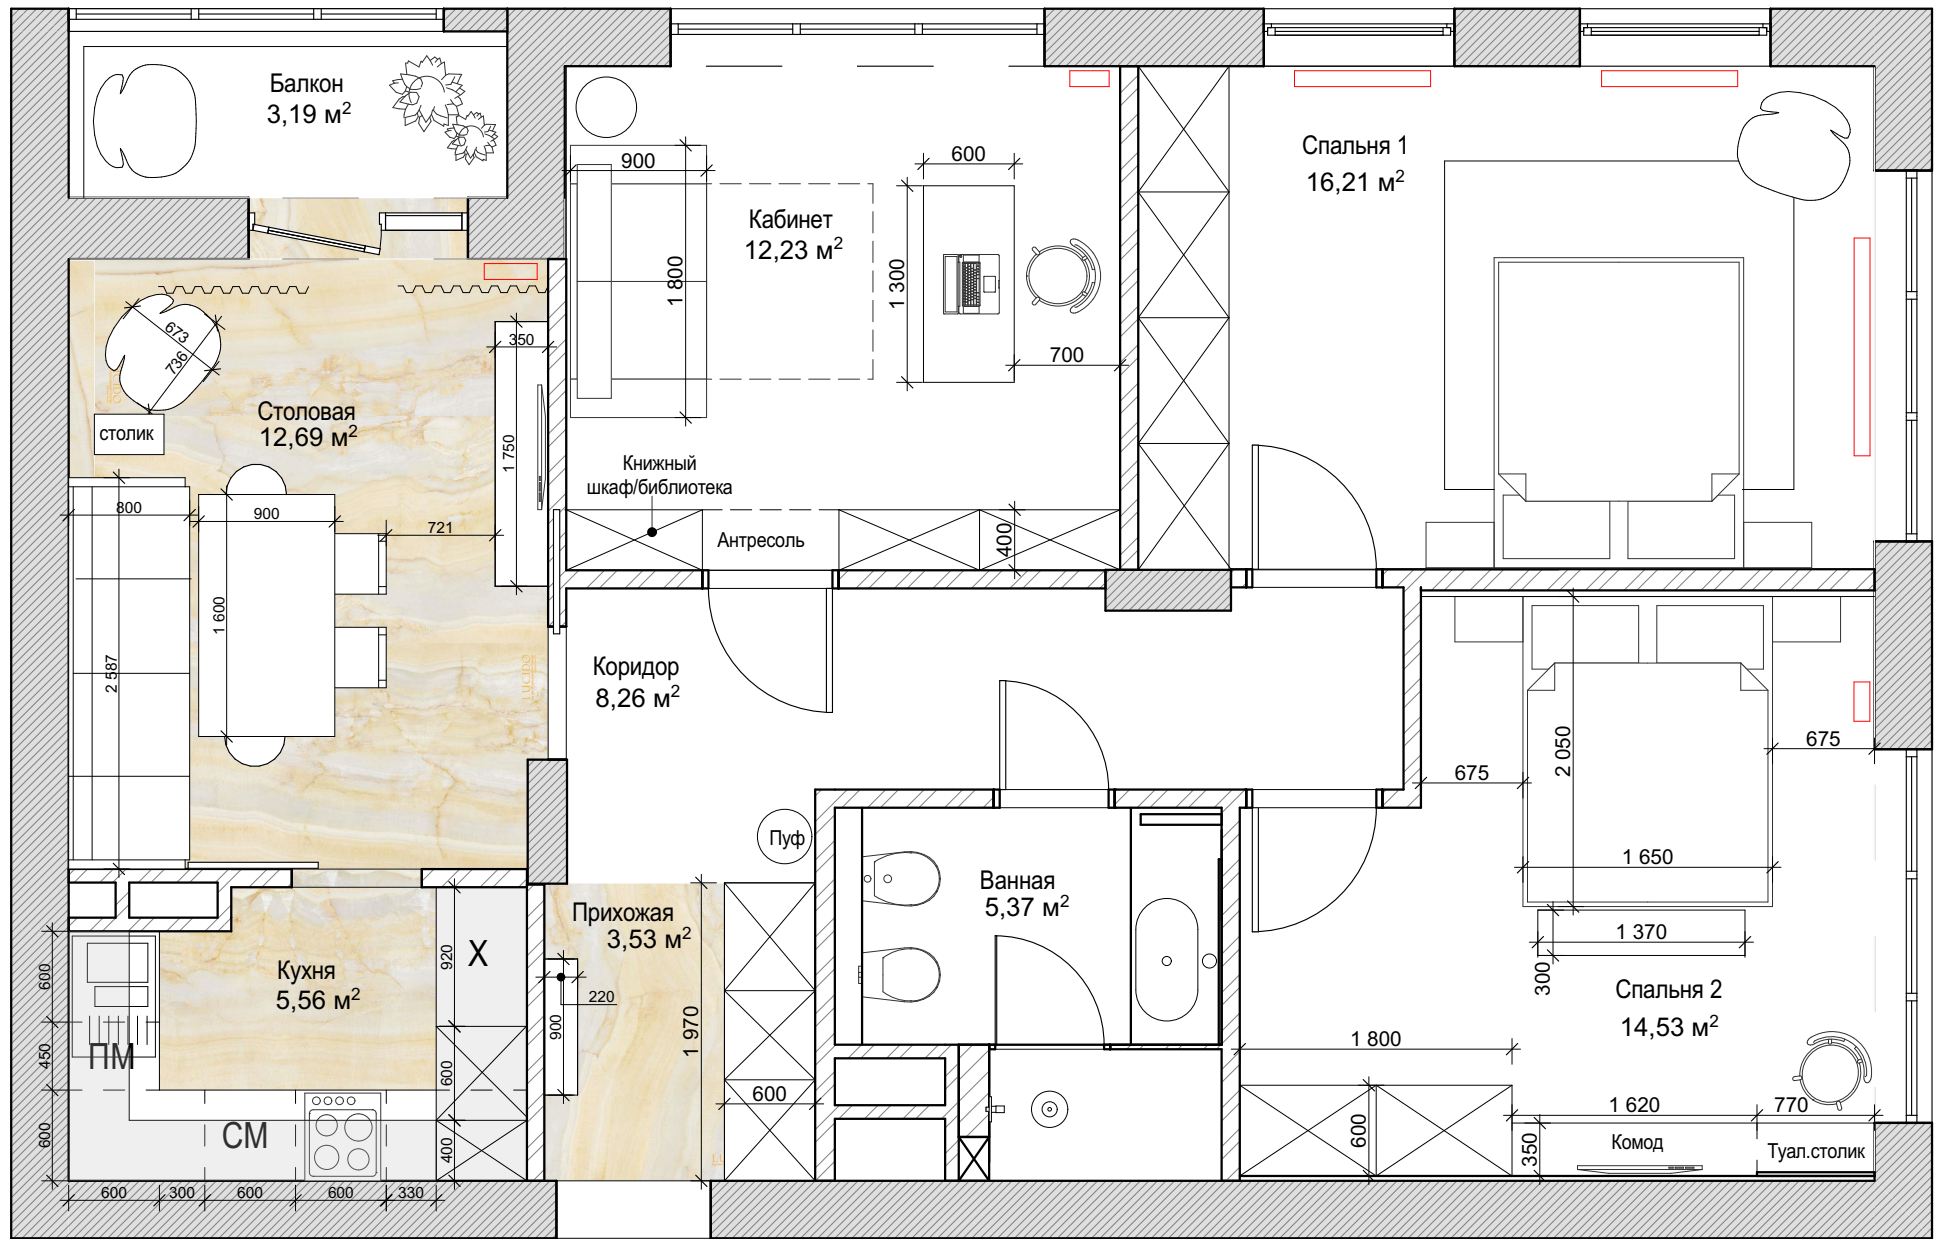 Балкон
3,19 м²
Кабинет
12,23 м²
900
1 800
600
1 300
700
Спальня 1
16,21 м²
673
736
столик
Столовая
12,69 м²
350
1 750
800
900
721
1 600
2 587
Книжный
шкаф/библиотека
Антресоль
400
Коридор
8,26 м²
LUCIDO
Пуф
Ванная
5,37 м²
Прихожая
3,53 м²
220
900
1 970
600
Кухня
5,56 м²
X
920
600
400
600
450
600
ПМ
СМ
600
300
600
600
330
675
2 050
675
1 650
1 370
300
Спальня 2
14,53 м²
1 800
600
1 620
770
350
Комод
Туал.столик